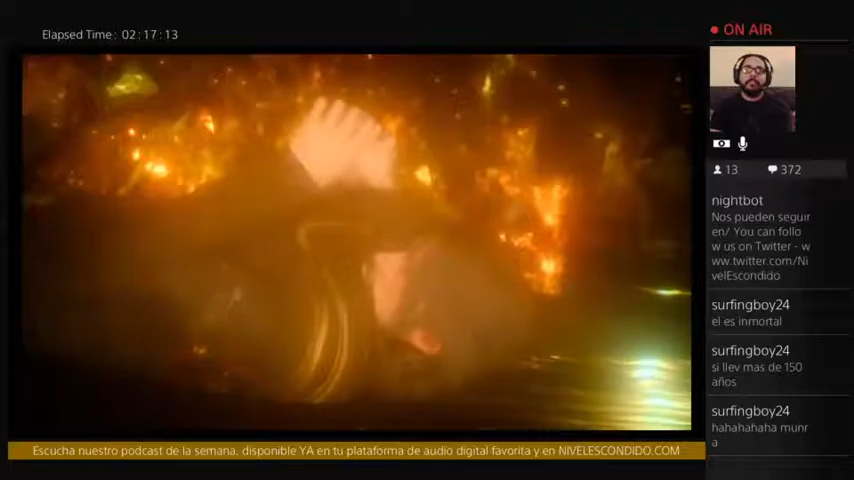 Elapsed Time: 02:17:13
ON AIR
13 372
nightbot
Nos pueden seguir
en/ You can follo
w us on Twitter - w
ww.twitter.com/Ni
velEscondido
surfingboy24
el es inmortal
surfingboy24
si llev mas de 150
años
surfingboy24
hahahahaha munr
a
Escucha nuestro podcast de la semana, disponible YA en tu plataforma de audio digital favorita y en NIVELESCONDIDO.COM